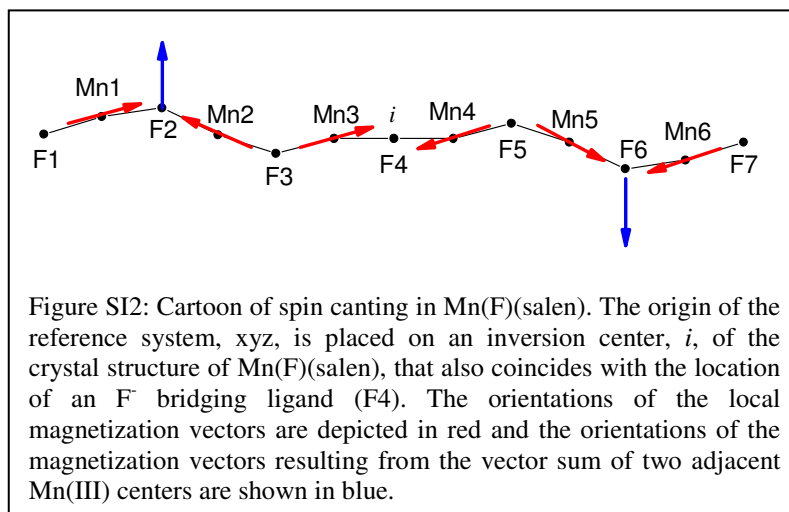 Mn1
F2
Mn2
F1
F3
Mn3
i
F4
Mn4
F5
Mn5
F6
Mn6
F7
Figure SI2: Cartoon of spin canting in Mn(F)(salen). The origin of the
reference system, xyz, is placed on an inversion center, i, of the
crystal structure of Mn(F)(salen), that also coincides with the location
of an F⁻ bridging ligand (F4). The orientations of the local
magnetization vectors are depicted in red and the orientations of the
magnetization vectors resulting from the vector sum of two adjacent
Mn(III) centers are shown in blue.